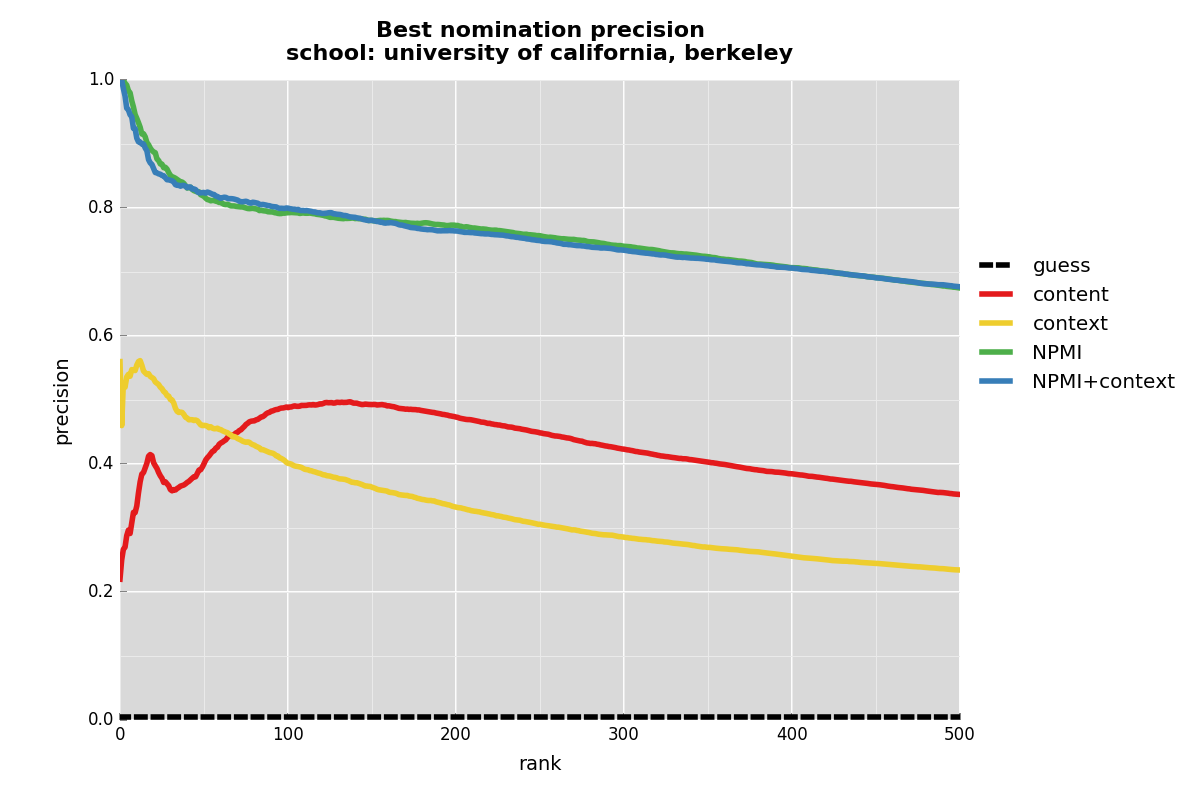 Best nomination precision
school: university of california, berkeley
1.0
0.8
0.6
0.4
0.2
0.0
precision
0
100
200
300
400
500
rank
guess
content
context
NPMI
NPMI+context